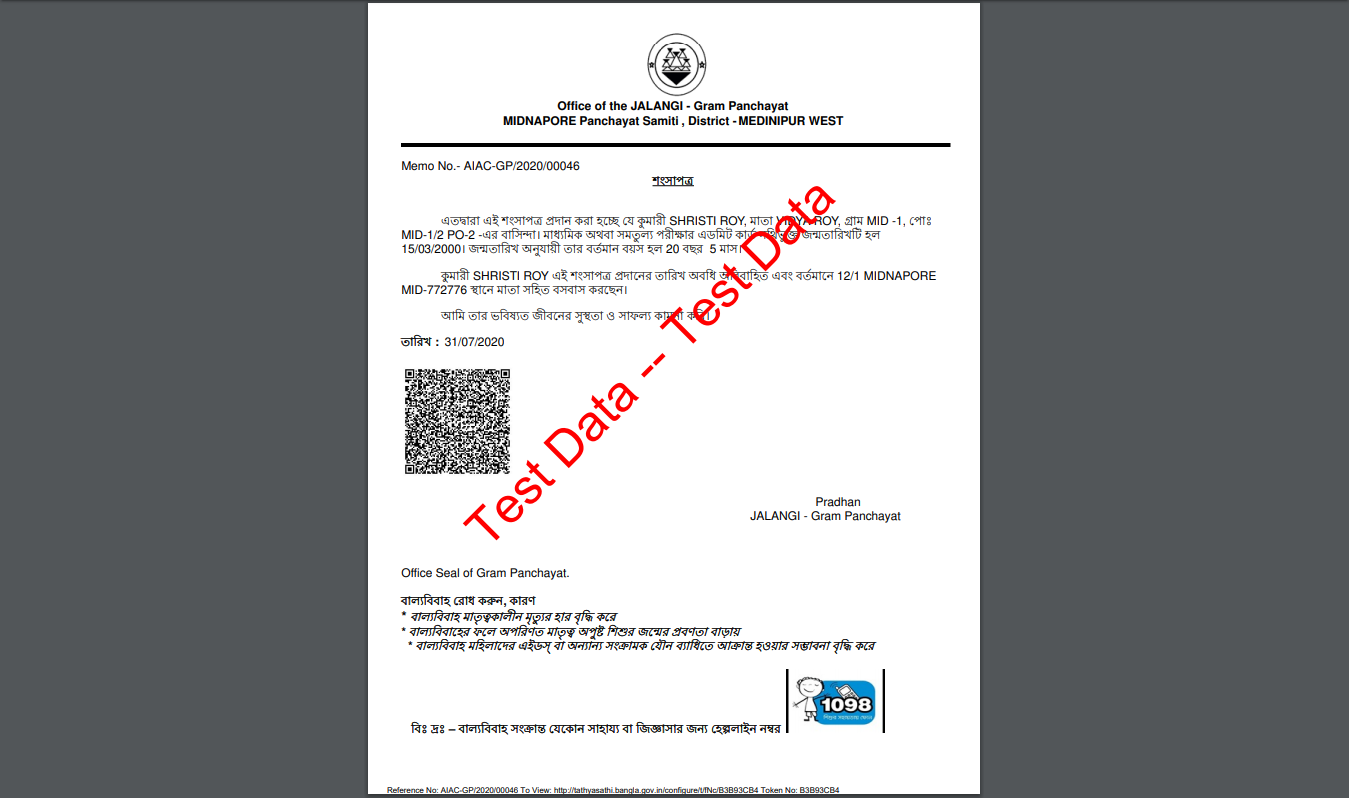 Office of the JALANGI - Gram Panchayat
MIDNAPORE Panchayat Samiti , District - MEDINIPUR WEST
Memo No.- AIAC-GP/2020/00046
শংসাপত্র
এতদ্বারা এই শংসাপত্র প্রদান করা হচ্ছে যে কুমারী SHRISTI ROY, মাতা VIDYA ROY, গ্রাম MID -1, পোঃ
MID-1/2 PO-2 -এর বাসিন্দা। মাধ্যমিক অথবা সমতুল্য পরীক্ষার এডমিট কার্ড নথিভুক্ত জন্মতারিখটি হল
15/03/2000। জন্মতারিখ অনুযায়ী তার বর্তমান বয়স হল 20 বছর 5 মাস।
কুমারী SHRISTI ROY এই শংসাপত্র প্রদানের তারিখ অবধি অবিবাহিত এবং বর্তমানে 12/1 MIDNAPORE
MID-772776 স্থানে মাতা সহিত বসবাস করছেন।
আমি তার ভবিষ্যত জীবনের সুস্থতা ও সাফল্য কামনা করি।
তারিখ : 31/07/2020
Test Data -- Test Data
Pradhan
JALANGI - Gram Panchayat
Office Seal of Gram Panchayat.
বাল্যবিবাহ রোধ করুন, কারণ
* বাল্যবিবাহ মাতৃত্বকালীন মৃত্যুর হার বৃদ্ধি করে
* বাল্যবিবাহের ফলে অপরিণত মাতৃত্ব অপুষ্ট শিশুর জন্মের প্রবণতা বাড়ায়
* বাল্যবিবাহ মহিলাদের এইডস্ বা অন্যান্য সংক্রামক যৌন ব্যাধিতে আক্রান্ত হওয়ার সম্ভাবনা বৃদ্ধি করে
1098
বিঃ দ্রঃ – বাল্যবিবাহ সংক্রান্ত যেকোন সাহায্য বা জিজ্ঞাসার জন্য হেল্পলাইন নম্বর
Reference No: AIAC-GP/2020/00046 To View: http://tathyasathi.bangla.gov.in/configure/t/fNc/B3B93CB4 Token No: B3B93CB4